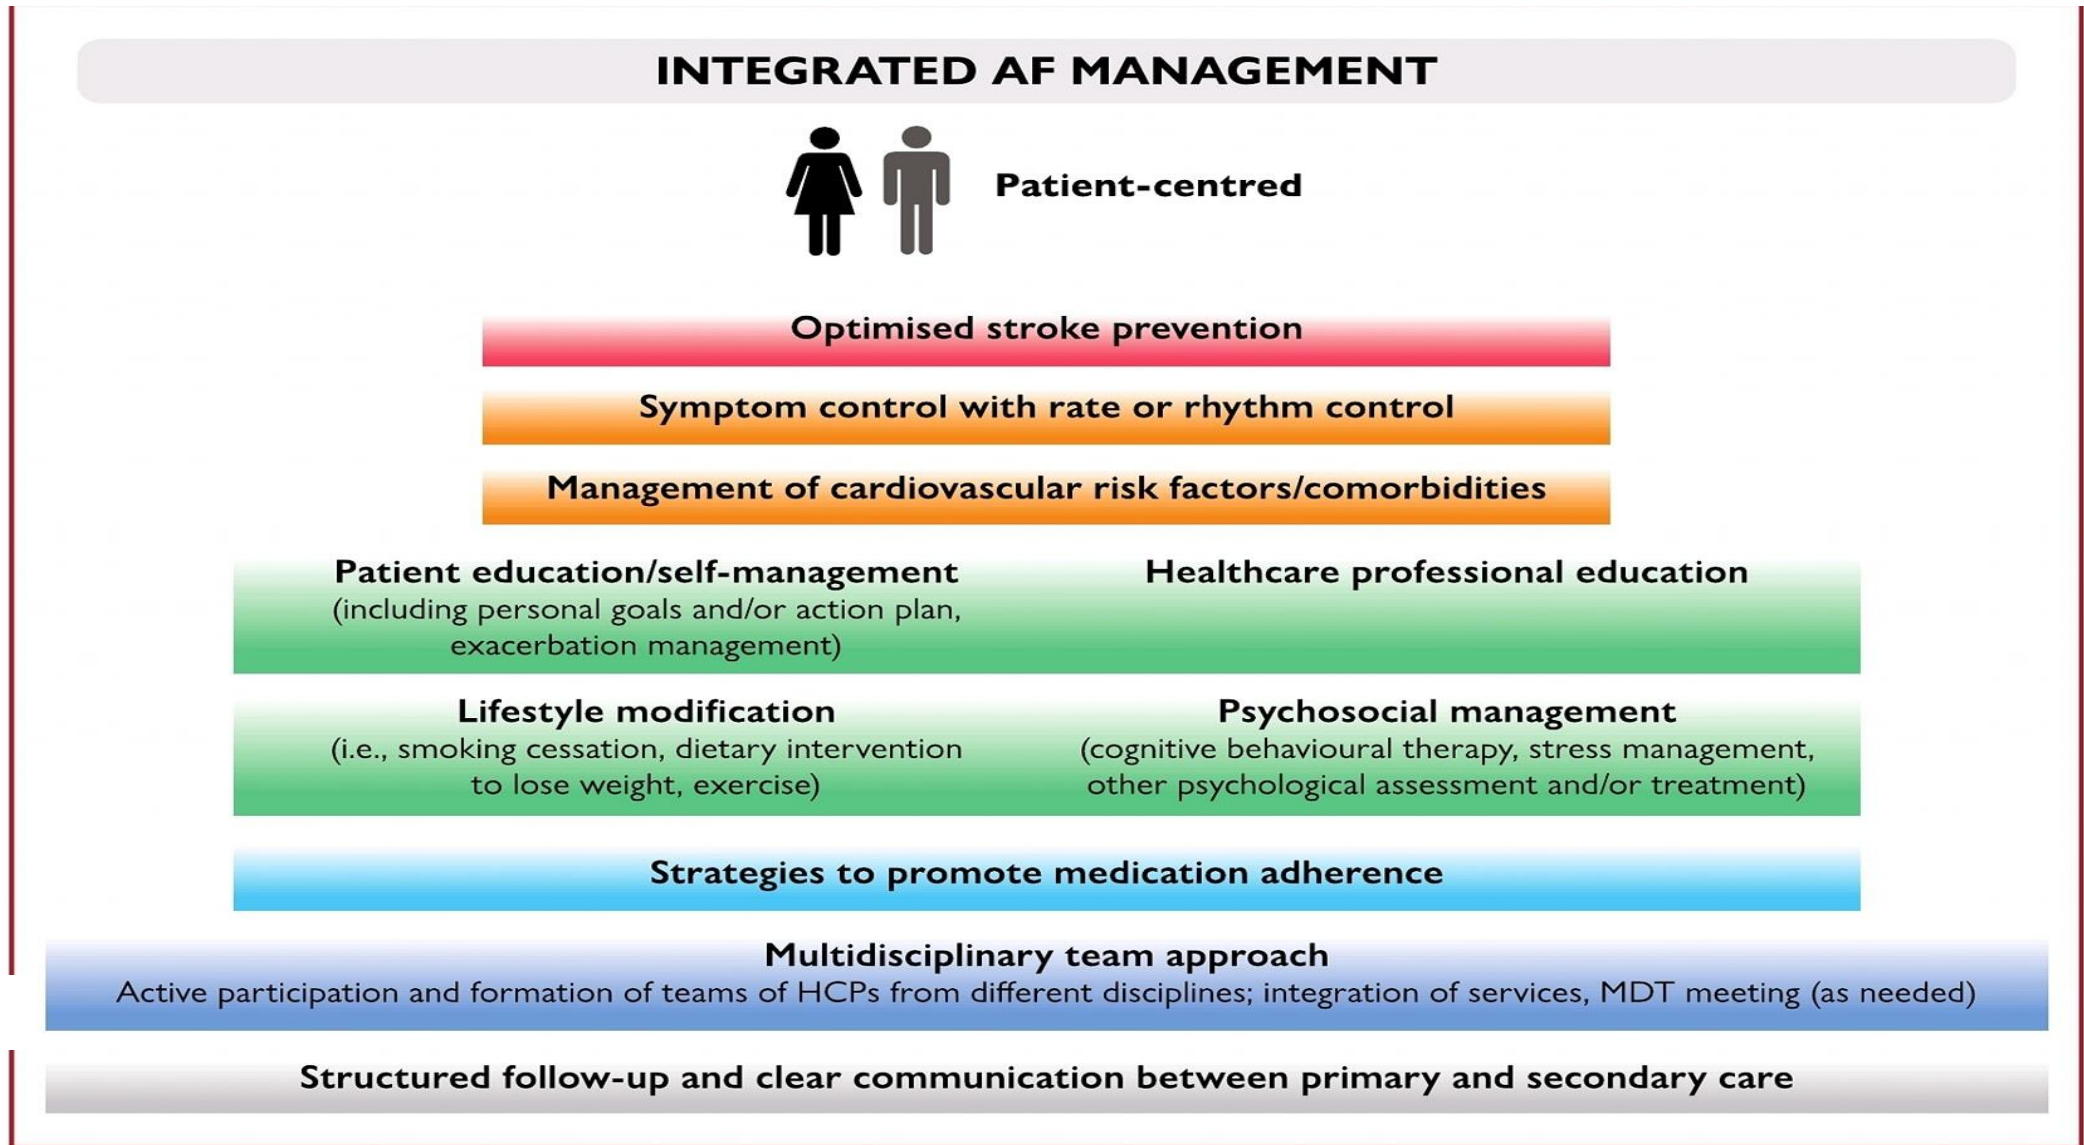 INTEGRATED AF MANAGEMENT
Patient-centred
Optimised stroke prevention
Symptom control with rate or rhythm control
Management of cardiovascular risk factors/comorbidities
Patient education/self-management
(including personal goals and/or action plan,
exacerbation management)
Healthcare professional education
Lifestyle modification
(i.e., smoking cessation, dietary intervention
to lose weight, exercise)
Psychosocial management
(cognitive behavioural therapy, stress management,
other psychological assessment and/or treatment)
Strategies to promote medication adherence
Multidisciplinary team approach
Active participation and formation of teams of HCPs from different disciplines; integration of services, MDT meeting (as needed)
Structured follow-up and clear communication between primary and secondary care